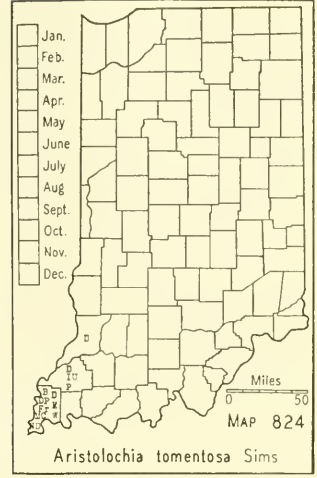 Jan.
Feb.
Mar.
Apr.
May
June
July
Aug
Sept.
Oct.
Nov.
Dec.
D
D
I U
P
Miles
0 50
MAP 824
Aristolochia tomentosa Sims